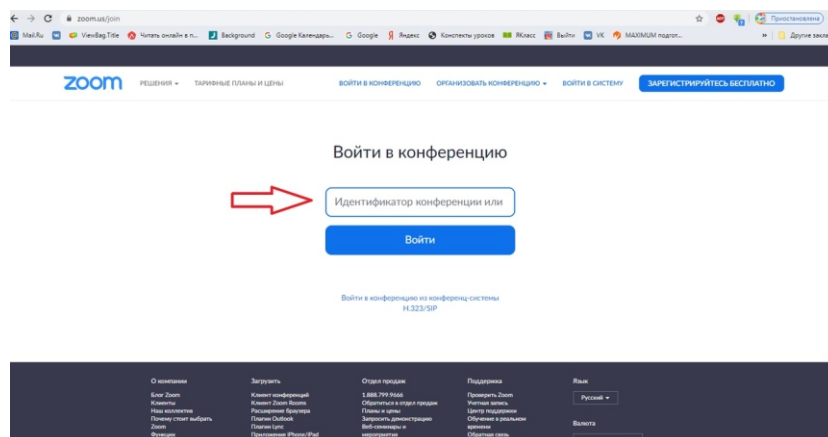 zoom.us/join
Приостановлена
Mail.Ru ViewBag.Title Читать онлайн в п... Background Google Календарь... Google Яндекс Конспекты уроков ЯКласс Выйти VK MAXIMUM подгот... » Другие закла
zoom РЕШЕНИЯ ТАРИФНЫЕ ПЛАНЫ И ЦЕНЫ ВОЙТИ В КОНФЕРЕНЦИЮ ОРГАНИЗОВАТЬ КОНФЕРЕНЦИЮ ВОЙТИ В СИСТЕМУ ЗАРЕГИСТРИРУЙТЕСЬ БЕСПЛАТНО
Войти в конференцию
Идентификатор конференции или
Войти
Войти в конференцию из конференц-системы
H.323/SIP
О компании Загрузить Отдел продаж Поддержка Язык
Блог Zoom Клиент конференций 1.888.799.9666 Проверить Zoom Русский
Клиенты Клиент Zoom Rooms Обратиться в отдел продаж Учетная запись
Наш коллектив Расширение браузера Планы и цены Центр поддержки
Почему стоит выбрать Плагин Outlook Запросить демонстрацию Обучение в реальном
Zoom Плагин Lync Веб-семинары и времени Валюта
Функции Приложение iPhone/iPad мероприятия Обратная связь